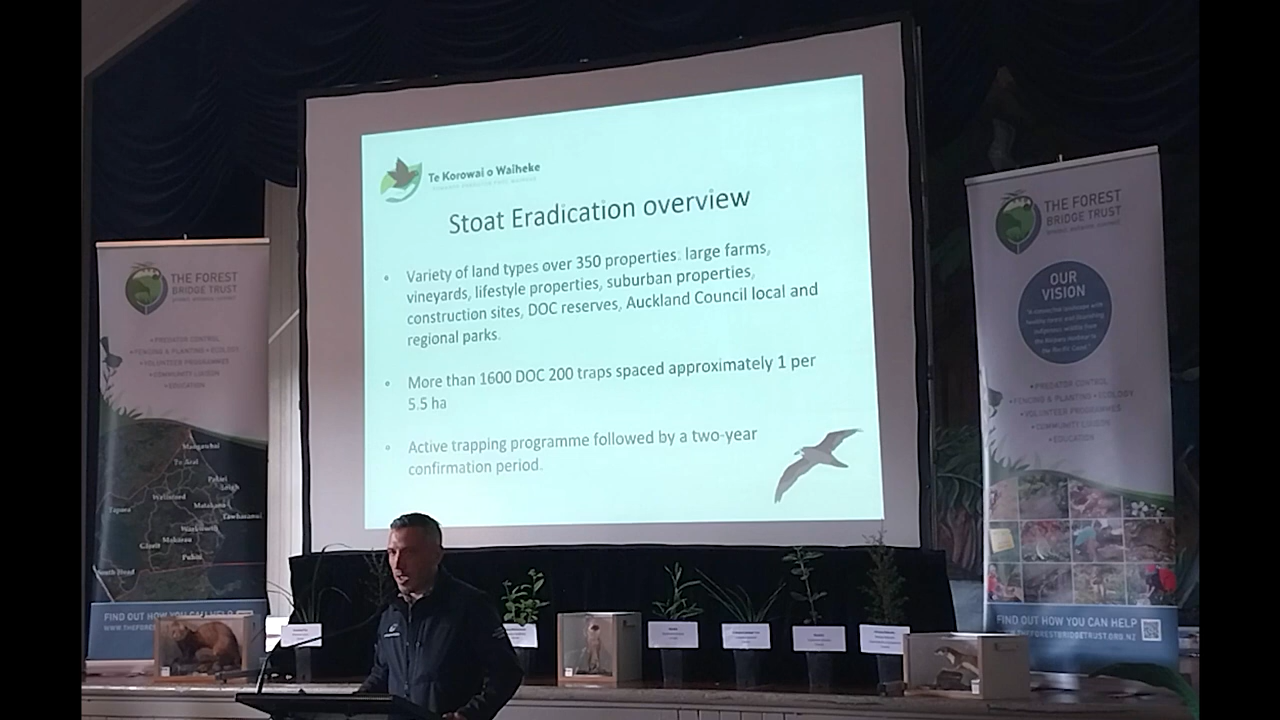 Te Korowai o Waiheke
Stoat Eradication overview
Variety of land types over 350 properties: large farms,
vineyards, lifestyle properties, suburban properties,
construction sites, DOC reserves, Auckland Council local and
regional parks.
More than 1600 DOC 200 traps spaced approximately 1 per
5.5 ha
Active trapping programme followed by a two-year
confirmation period.
THE FOREST
BRIDGE TRUST
• PREDATOR CONTROL
• FENCING & PLANTING • ECOLOGY
• VOLUNTEER PROGRAMMES
• COMMUNITY LIAISON
• EDUCATION
Mangawhai
Te Arai
Pakiri
Leigh
Wellsford
Matakana
Tapora
Tawharanui
Warkworth
Makarau
Glorit
Puhoi
South Head
FIND OUT HOW YOU CAN HELP
THE FOREST
BRIDGE TRUST
OUR
VISION
• PREDATOR CONTROL
• FENCING & PLANTING • ECOLOGY
• VOLUNTEER PROGRAMMES
• COMMUNITY LIAISON
• EDUCATION
FIND OUT HOW YOU CAN HELP
THEFORESTBRIDGETRUST.ORG.NZ